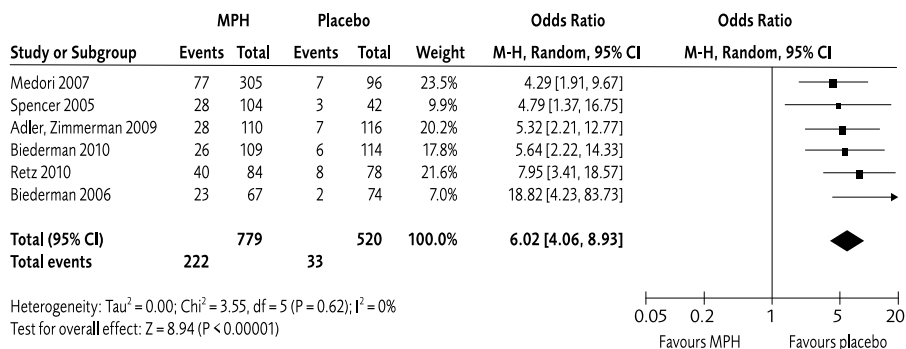 MPH Placebo Odds Ratio Odds Ratio
Study or Subgroup Events Total Events Total Weight M-H, Random, 95% CI M-H, Random, 95% CI
Medori 2007 77 305 7 96 23.5% 4.29 [1.91, 9.67]
Spencer 2005 28 104 3 42 9.9% 4.79 [1.37, 16.75]
Adler, Zimmerman 2009 28 110 7 116 20.2% 5.32 [2.21, 12.77]
Biederman 2010 26 109 6 114 17.8% 5.64 [2.22, 14.33]
Retz 2010 40 84 8 78 21.6% 7.95 [3.41, 18.57]
Biederman 2006 23 67 2 74 7.0% 18.82 [4.23, 83.73]
Total (95% CI) 779 520 100.0% 6.02 [4.06, 8.93]
Total events 222 33
Heterogeneity: Tau² = 0.00; Chi² = 3.55, df = 5 (P = 0.62); I² = 0%
Test for overall effect: Z = 8.94 (P < 0.00001)
0.05 0.2 1 5 20
Favours MPH Favours placebo